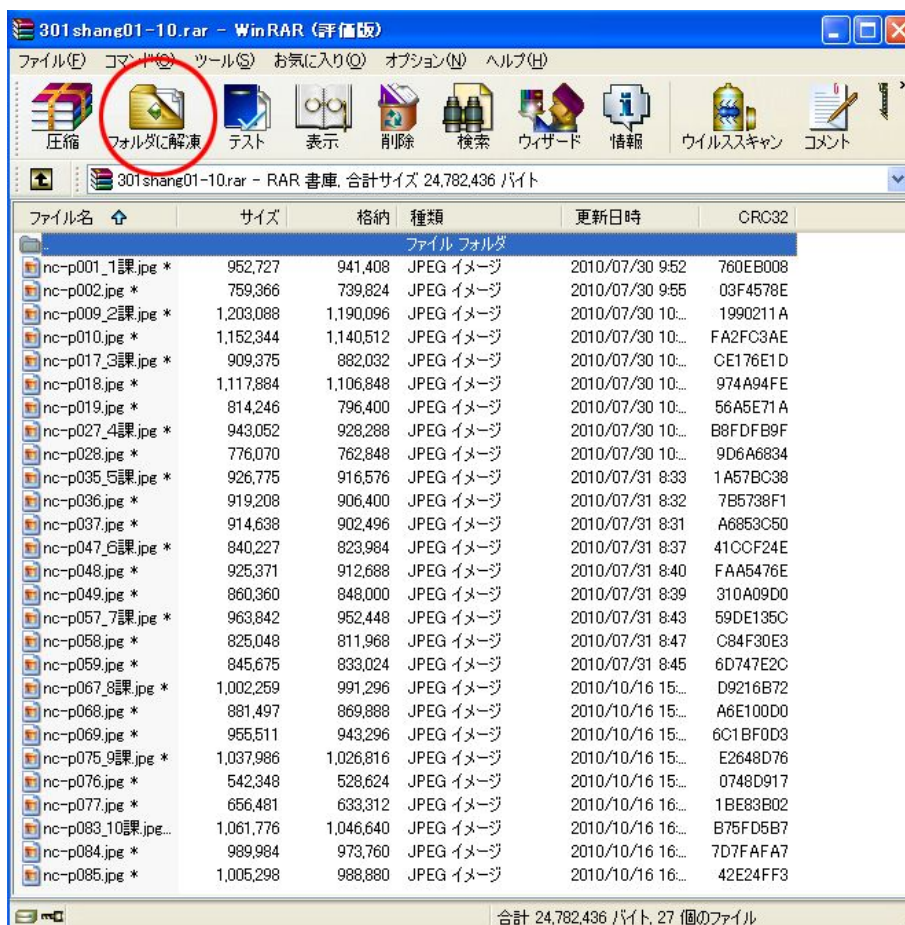 301shang01-10.rar - WinRAR (評価版)
ファイル(F) コマンド(C) ツール(S) お気に入り(O) オプション(N) ヘルプ(H)
圧縮 フォルダに解凍 テスト 表示 削除 検索 ウィザード 情報 ウイルススキャン コメント
301shang01-10.rar - RAR 書庫, 合計サイズ 24,782,436 バイト
ファイル名 サイズ 格納 種類 更新日時 CRC32
.. ファイル フォルダ
nc-p001_1課.jpg * 952,727 941,408 JPEG イメージ 2010/07/30 9:52 760EB008
nc-p002.jpg * 759,366 739,824 JPEG イメージ 2010/07/30 9:55 03F4578E
nc-p009_2課.jpg * 1,203,088 1,190,096 JPEG イメージ 2010/07/30 10:... 1990211A
nc-p010.jpg * 1,152,344 1,140,512 JPEG イメージ 2010/07/30 10:... FA2FC3AE
nc-p017_3課.jpg * 909,375 882,032 JPEG イメージ 2010/07/30 10:... CE176E1D
nc-p018.jpg * 1,117,884 1,106,848 JPEG イメージ 2010/07/30 10:... 974A94FE
nc-p019.jpg * 814,246 796,400 JPEG イメージ 2010/07/30 10:... 56A5E71A
nc-p027_4課.jpg * 943,052 928,288 JPEG イメージ 2010/07/30 10:... B8FDFB9F
nc-p028.jpg * 776,070 762,848 JPEG イメージ 2010/07/30 10:... 9D6A6834
nc-p035_5課.jpg * 926,775 916,576 JPEG イメージ 2010/07/31 8:33 1A57BC38
nc-p036.jpg * 919,208 906,400 JPEG イメージ 2010/07/31 8:32 7B5738F1
nc-p037.jpg * 914,638 902,496 JPEG イメージ 2010/07/31 8:31 A6853C50
nc-p047_6課.jpg * 840,227 823,984 JPEG イメージ 2010/07/31 8:37 41CCF24E
nc-p048.jpg * 925,371 912,688 JPEG イメージ 2010/07/31 8:40 FAA5476E
nc-p049.jpg * 860,360 848,000 JPEG イメージ 2010/07/31 8:39 310A09D0
nc-p057_7課.jpg * 963,842 952,448 JPEG イメージ 2010/07/31 8:43 59DE135C
nc-p058.jpg * 825,048 811,968 JPEG イメージ 2010/07/31 8:47 C84F30E3
nc-p059.jpg * 845,675 833,024 JPEG イメージ 2010/07/31 8:45 6D747E2C
nc-p067_8課.jpg * 1,002,259 991,296 JPEG イメージ 2010/10/16 15:... D9216B72
nc-p068.jpg * 881,497 869,888 JPEG イメージ 2010/10/16 15:... A6E100D0
nc-p069.jpg * 955,511 943,296 JPEG イメージ 2010/10/16 15:... 6C1BF0D3
nc-p075_9課.jpg * 1,037,986 1,026,816 JPEG イメージ 2010/10/16 15:... E2648D76
nc-p076.jpg * 542,348 528,624 JPEG イメージ 2010/10/16 15:... 0748D917
nc-p077.jpg * 656,481 633,312 JPEG イメージ 2010/10/16 16:... 1BE83B02
nc-p083_10課.jpg... 1,061,776 1,046,640 JPEG イメージ 2010/10/16 16:... B75FD5B7
nc-p084.jpg * 989,984 973,760 JPEG イメージ 2010/10/16 16:... 7D7FAFA7
nc-p085.jpg * 1,005,298 988,880 JPEG イメージ 2010/10/16 16:... 42E24FF3
合計 24,782,436 バイト, 27 個のファイル